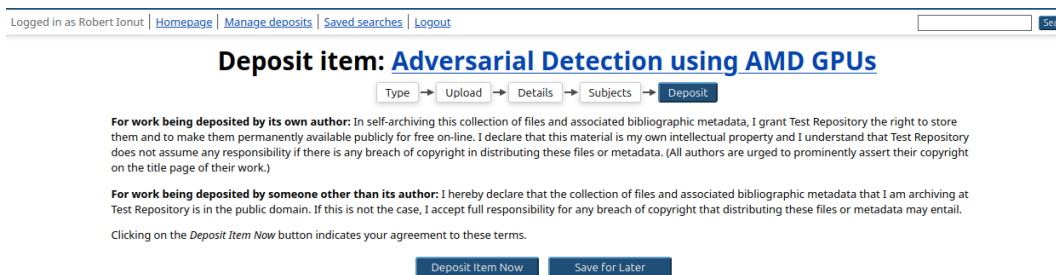 Logged in as Robert Ionut | Homepage | Manage deposits | Saved searches | Logout
Deposit item: Adversarial Detection using AMD GPUs
Type → Upload → Details → Subjects → Deposit
For work being deposited by its own author: In self-archiving this collection of files and associated bibliographic metadata, I grant Test Repository the right to store
them and to make them permanently available publicly for free on-line. I declare that this material is my own intellectual property and I understand that Test Repository
does not assume any responsibility if there is any breach of copyright in distributing these files or metadata. (All authors are urged to prominently assert their copyright
on the title page of their work.)
For work being deposited by someone other than its author: I hereby declare that the collection of files and associated bibliographic metadata that I am archiving at
Test Repository is in the public domain. If this is not the case, I accept full responsibility for any breach of copyright that distributing these files or metadata may entail.
Clicking on the Deposit Item Now button indicates your agreement to these terms.
Deposit Item Now Save for Later